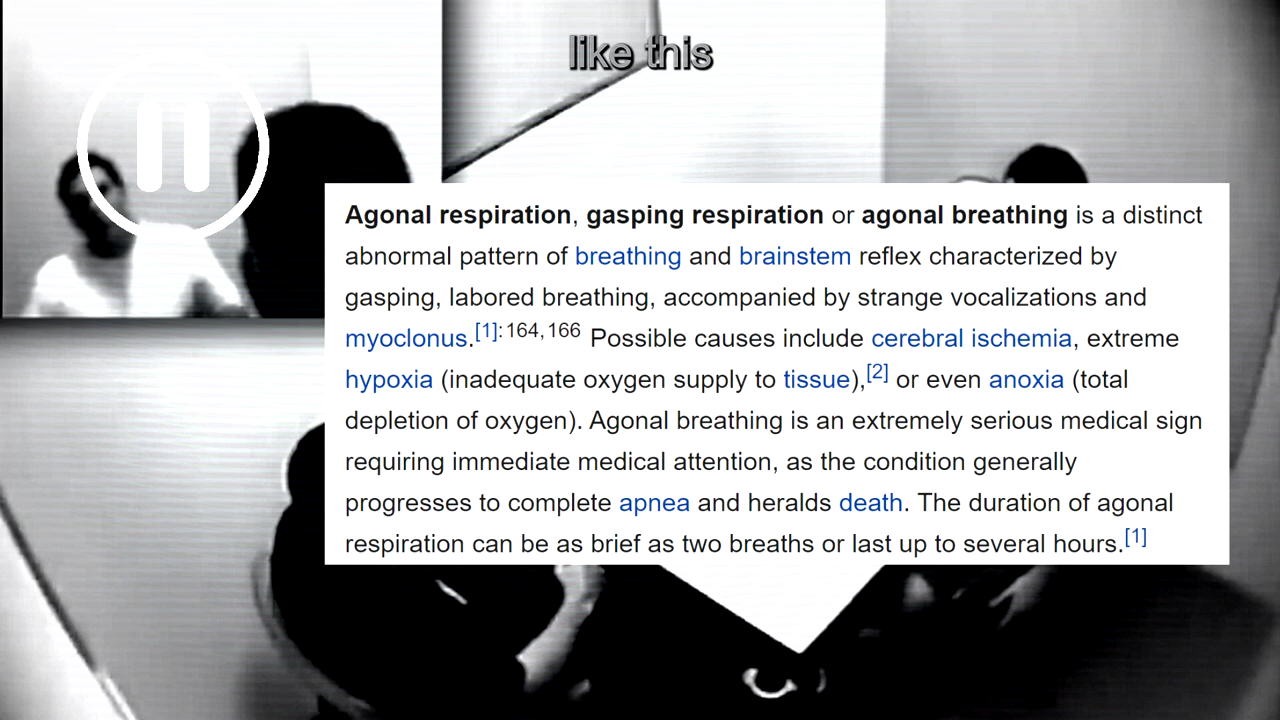 like this
Agonal respiration, gasping respiration or agonal breathing is a distinct
abnormal pattern of breathing and brainstem reflex characterized by
gasping, labored breathing, accompanied by strange vocalizations and
myoclonus.[1]:164,166 Possible causes include cerebral ischemia, extreme
hypoxia (inadequate oxygen supply to tissue),[2] or even anoxia (total
depletion of oxygen). Agonal breathing is an extremely serious medical sign
requiring immediate medical attention, as the condition generally
progresses to complete apnea and heralds death. The duration of agonal
respiration can be as brief as two breaths or last up to several hours.[1]